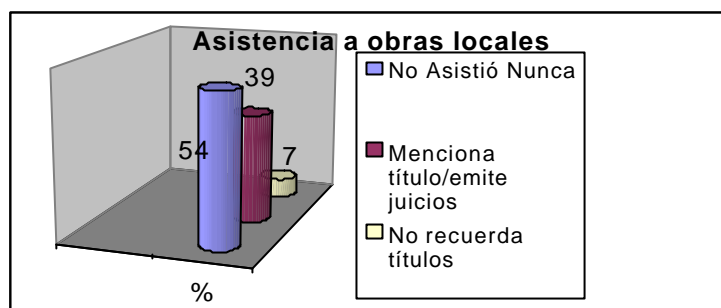 Asistencia a obras locales
39
54
7
%
No Asistió Nunca
Menciona
título/emite
juicios
No recuerda
títulos